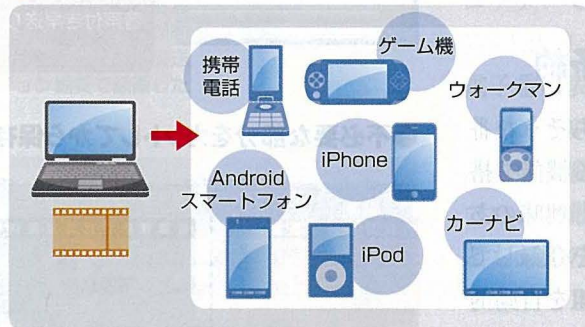 携帯
電話
ゲーム機
ウォークマン
iPhone
Android
スマートフォン
iPod
カーナビ